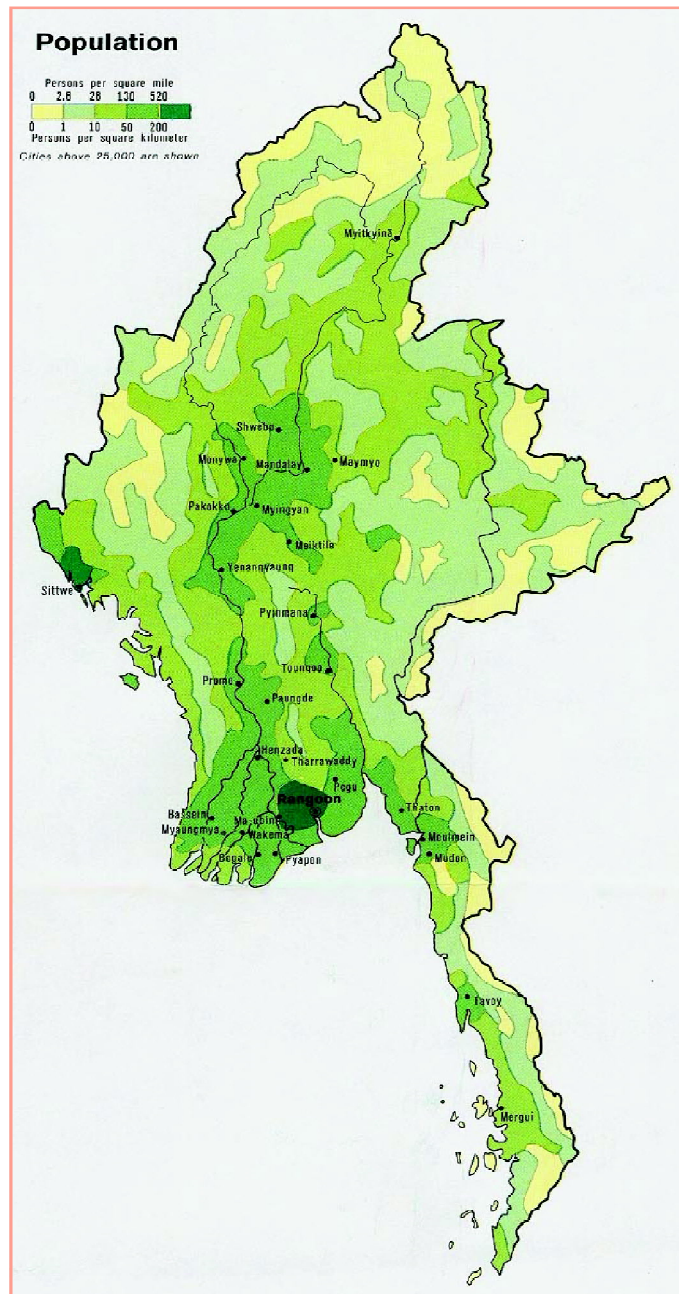 Population
Persons per square mile
0 2.6 26 130 520
0 1 10 50 200
Persons per square kilometer
Cities above 25,000 are shown
Myitkyina
Shwebo
Monywa
Mandalay
Maymyo
Pakokku
Myingyan
Meiktila
Yenangyaung
Sittwe
Pyinmana
Toungoo
Prome
Paungde
Henzada
Tharrawaddy
Pegu
Rangoon
Thaton
Bassein
Ma-ubin
Myaungmya
Wakema
Moulmein
Mudon
Bogale
Pyapon
Tavoy
Mergui